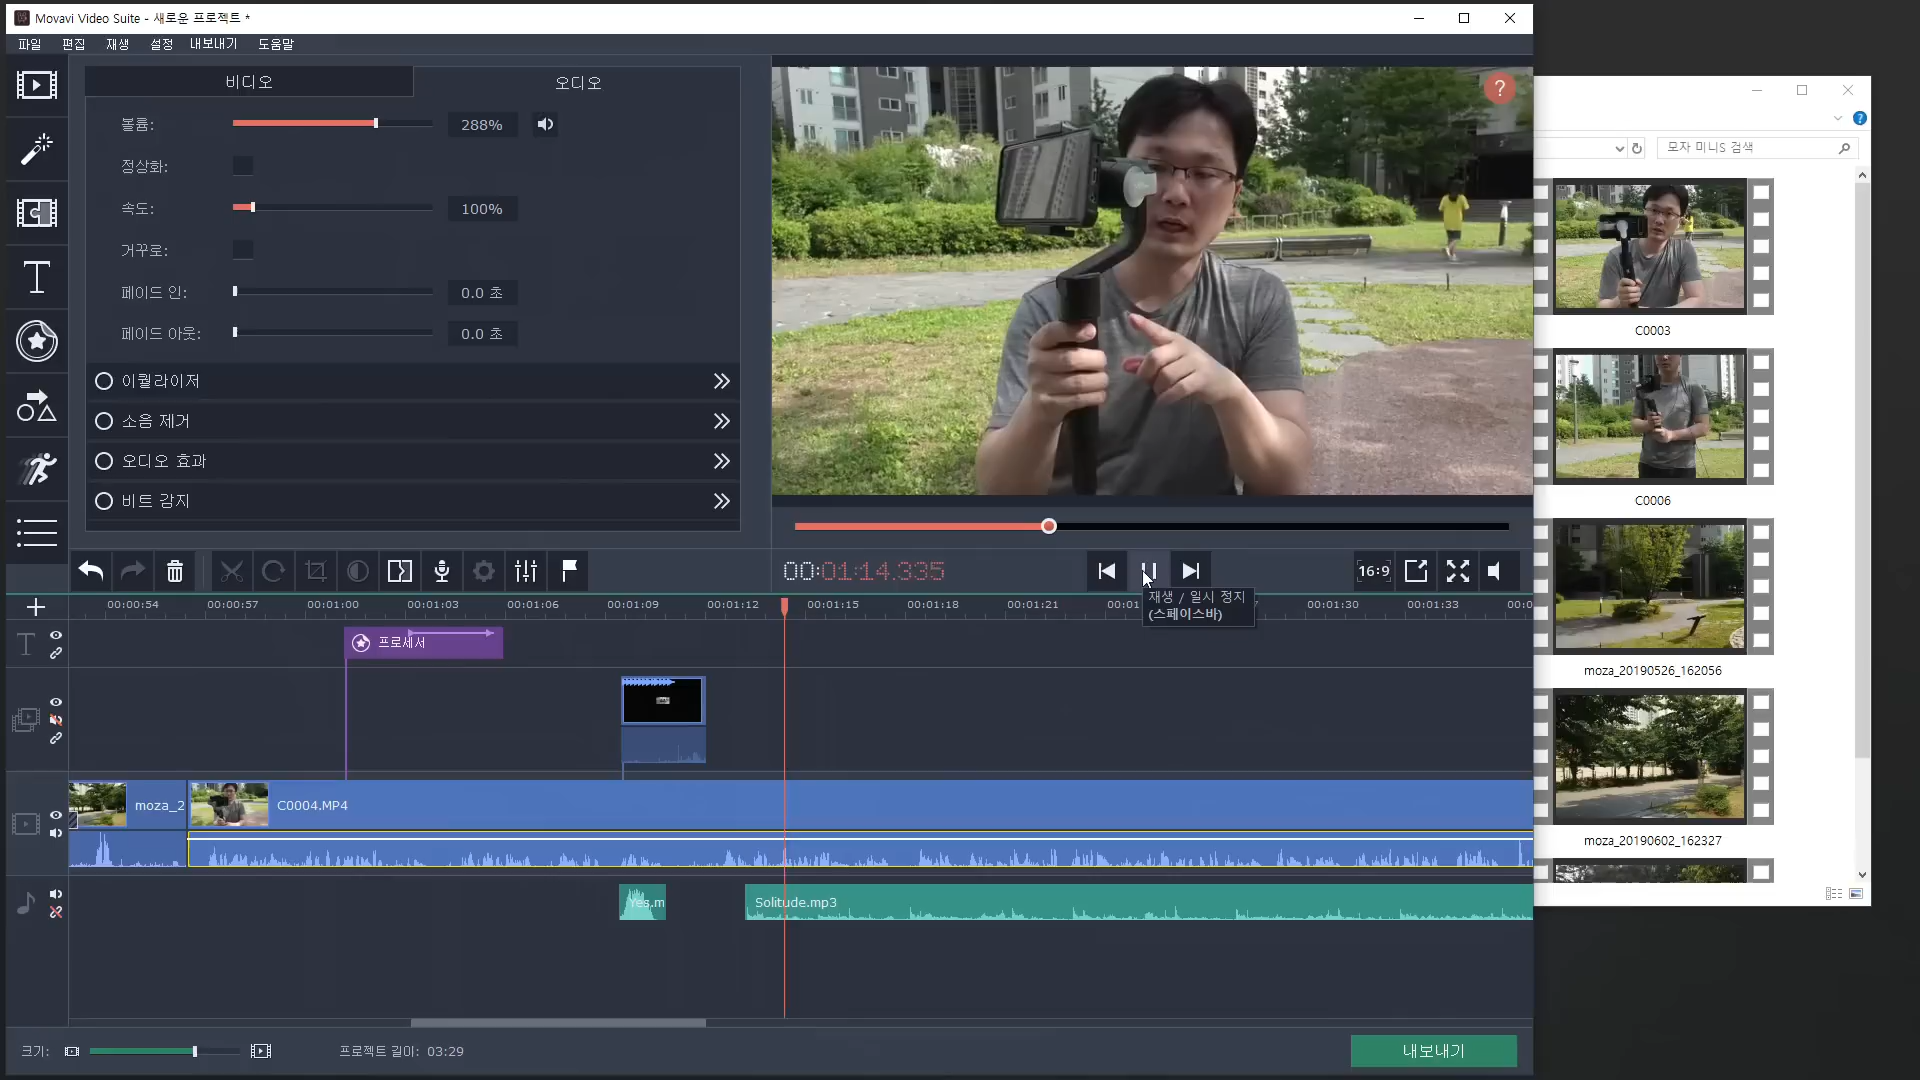 Movavi Video Suite - 새로운 프로젝트 *
파일 편집 재생 설정 내보내기 도움말
비디오 오디오
볼륨: 288%
정상화:
속도: 100%
거꾸로:
페이드 인: 0.0 초
페이드 아웃: 0.0 초
이퀄라이저
소음 제거
오디오 효과
비트 감지
?
00:01:14.335
16:9
재생 / 일시 정지
(스페이스바)
00:00:54 00:00:57 00:01:00 00:01:03 00:01:06 00:01:09 00:01:12 00:01:15 00:01:18 00:01:21 00:01:30 00:01:33
T
프로세서
moza_2
C0004.MP4
Yes.m
Solitude.mp3
크기:
프로젝트 길이: 03:29
내보내기
모자 미니S 검색
C0003
C0006
moza_20190526_162056
moza_20190602_162327